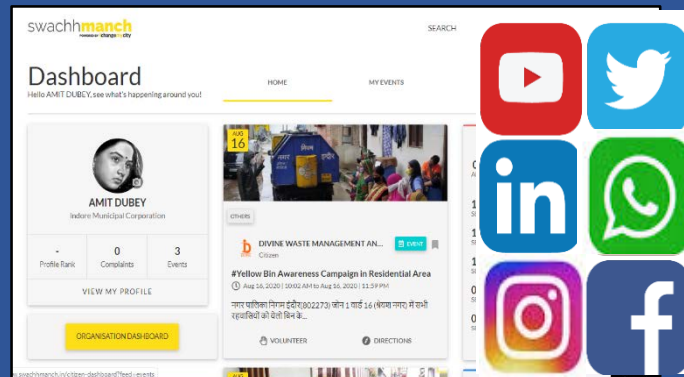 swachhmanch
POWERED BY changemycity
SEARCH
Dashboard
Hello AMIT DUBEY, see what's happening around you!
HOME
MY EVENTS
AMIT DUBEY
Indore Municipal Corporation
-
Profile Rank
0
Complaints
3
Events
VIEW MY PROFILE
ORGANISATION DASHBOARD
AUG
16
OTHERS
DIVINE WASTE MANAGEMENT AN...
Citizen
EVENT
#Yellow Bin Awareness Campaign in Residential Area
Aug 16, 2020 | 10:02 AM to Aug 16, 2020 | 11:59 PM
नगर पालिका निगम इंदौर(802273) जोन 1 वार्ड 16 (श्रेयश नगर) में सभी
रहवासियों को येलो बिन के...
VOLUNTEER
DIRECTIONS
AUG
in
f
.swachhmanch.in/citizen-dashboard?feed=events